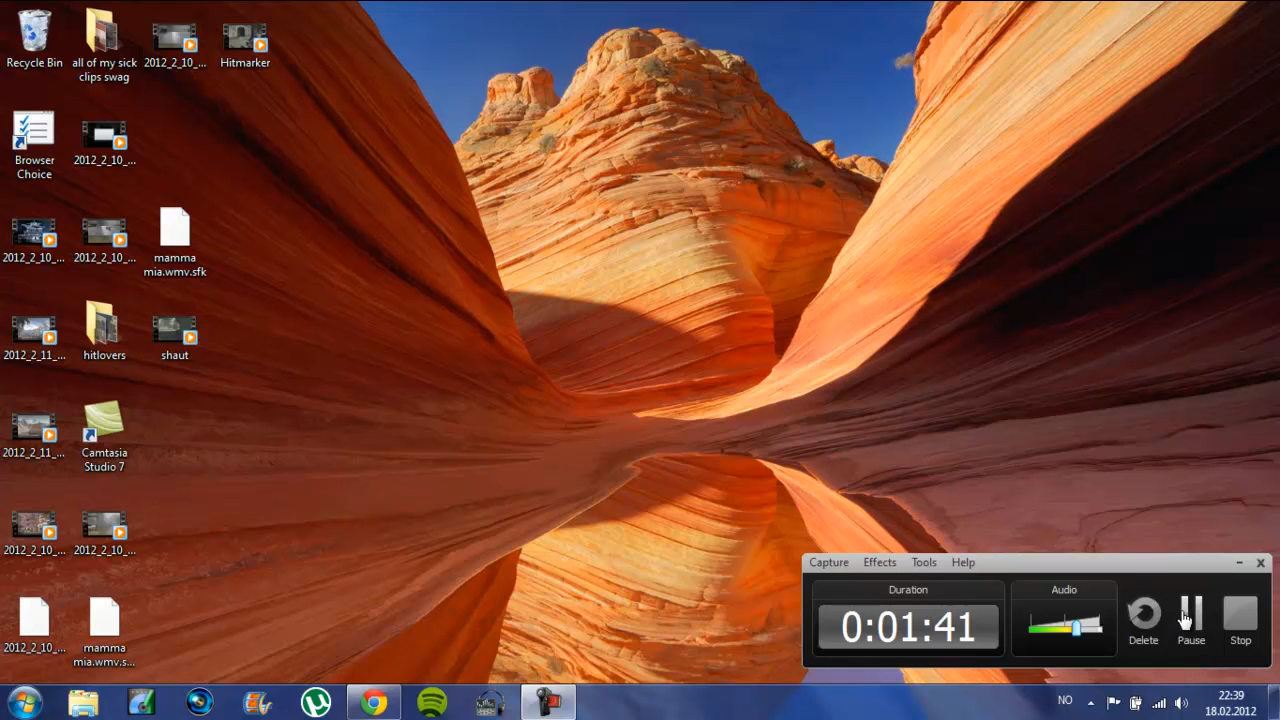 Recycle Bin
all of my sick
clips swag
2012_2_10_...
Hitmarker
Browser
Choice
2012_2_10_...
2012_2_10_...
2012_2_10_...
mamma
mia.wmv.sfk
2012_2_11_...
hitlovers
shaut
2012_2_11_...
Camtasia
Studio 7
2012_2_10_...
2012_2_10_...
2012_2_10_...
mamma
mia.wmv.s...
Capture Effects Tools Help
Duration
0:01:41
Audio
Delete
Pause
Stop
NO
22:39
18.02.2012